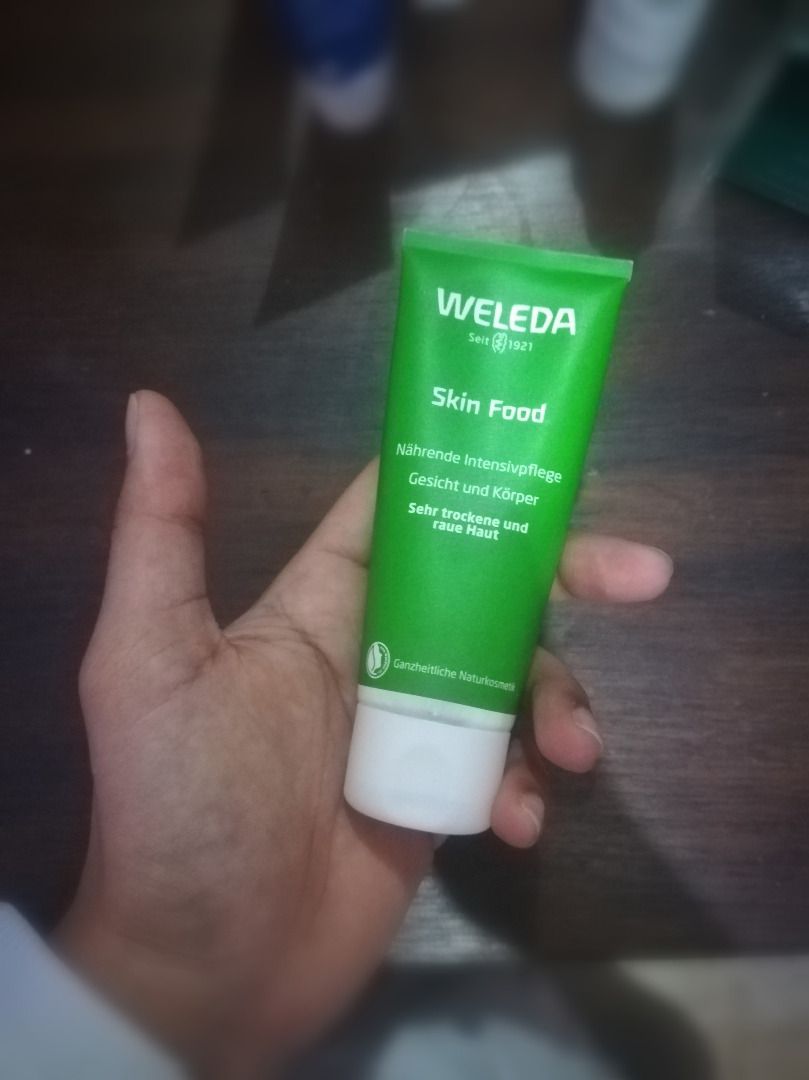 WELEDA
Seit 1921
Skin Food
Nährende Intensivpflege
Gesicht und Körper
Sehr trockene und
raue Haut
Ganzheitliche Naturkosmetik